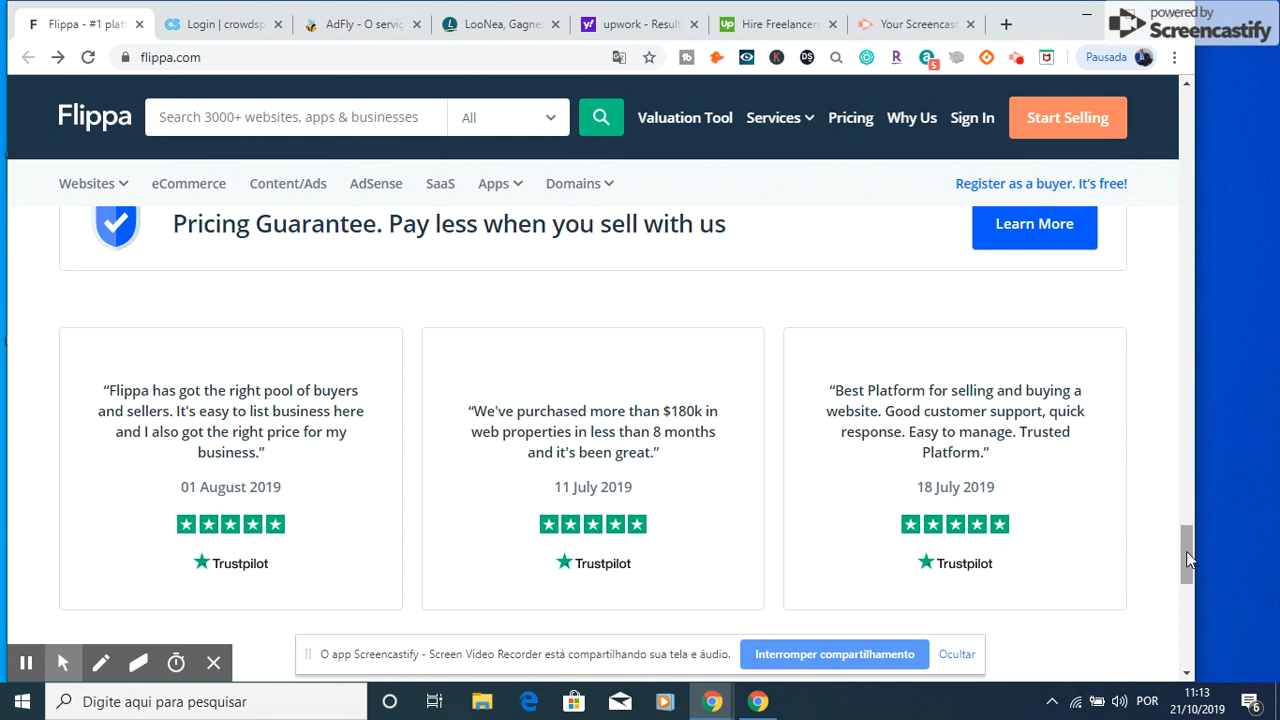 Flippa - #1 plat
Login | crowdsp
AdFly - O serviç
LooNea, Gagne
upwork - Result
Hire Freelancers
Your Screencast
powered by
Screencastify
flippa.com
Pausada
Flippa
Search 3000+ websites, apps & businesses
All
Valuation Tool
Services
Pricing
Why Us
Sign In
Start Selling
Websites
eCommerce
Content/Ads
AdSense
SaaS
Apps
Domains
Register as a buyer. It's free!
Pricing Guarantee. Pay less when you sell with us
Learn More
“Flippa has got the right pool of buyers
and sellers. It's easy to list business here
and I also got the right price for my
business.”
01 August 2019
Trustpilot
“We've purchased more than $180k in
web properties in less than 8 months
and it's been great.”
11 July 2019
Trustpilot
“Best Platform for selling and buying a
website. Good customer support, quick
response. Easy to manage. Trusted
Platform.”
18 July 2019
Trustpilot
O app Screencastify - Screen Video Recorder está compartilhando sua tela e áudio.
Interromper compartilhamento
Ocultar
Digite aqui para pesquisar
POR
11:13
21/10/2019
6